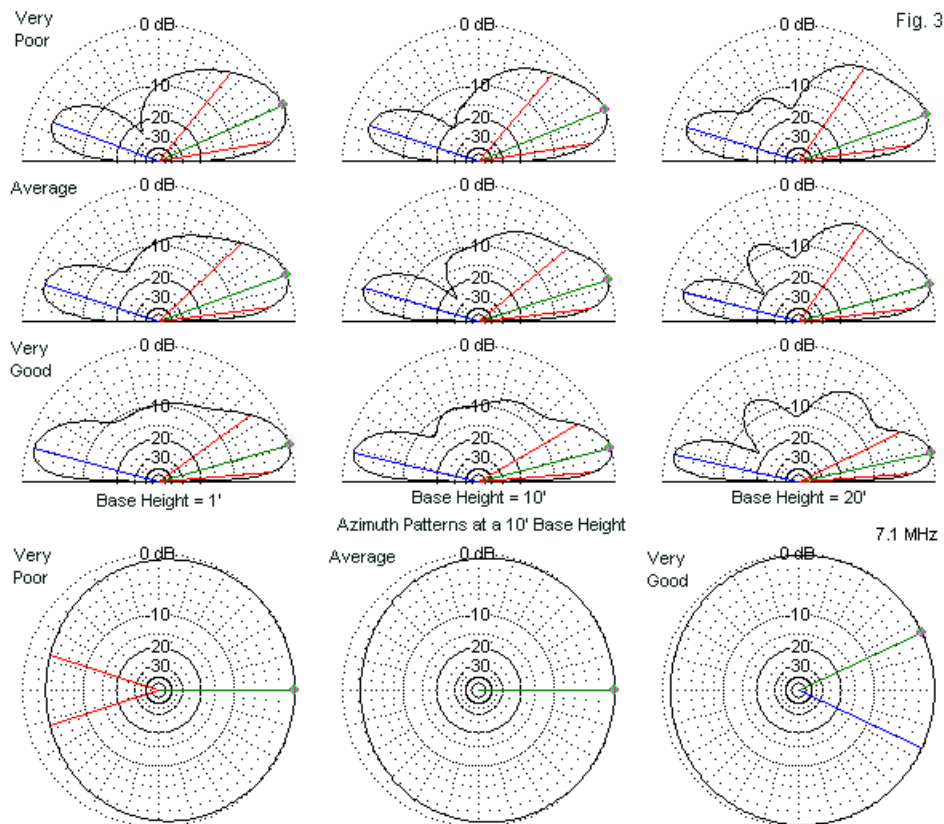 Very
Poor
0 dB
-10
20
30
0 dB
-10
20
30
0 dB
-10
20
30
Fig. 3
Average
0 dB
-10
20
30
0 dB
-10
20
30
0 dB
-10
20
30
Very
Good
0 dB
-10
20
30
0 dB
-10
20
30
0 dB
-10
20
30
Base Height = 1'
Base Height = 10'
Base Height = 20'
Azimuth Patterns at a 10' Base Height
7.1 MHz
Very
Poor
0 dB
-10
20
30
Average
0 dB
-10
20
30
Very
Good
0 dB
-10
20
30